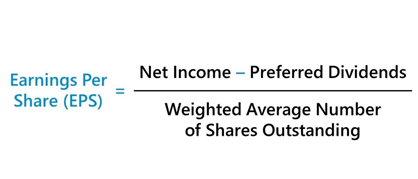 Earnings Per
Share (EPS)
=
Net Income – Preferred Dividends
Weighted Average Number
of Shares Outstanding